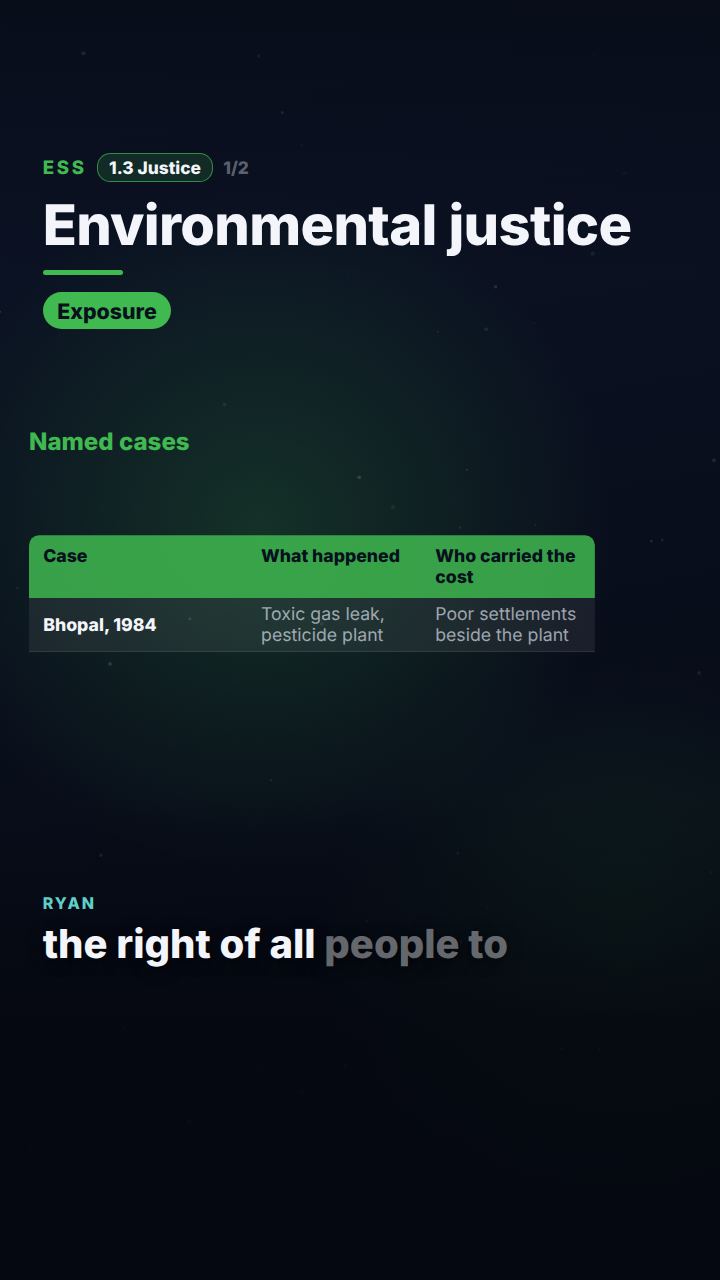 ESS 1.3 Justice 1/2
Environmental justice
Exposure
Named cases
Case What happened Who carried the cost
Bhopal, 1984 Toxic gas leak, pesticide plant Poor settlements beside the plant
RYAN
the right of all people to